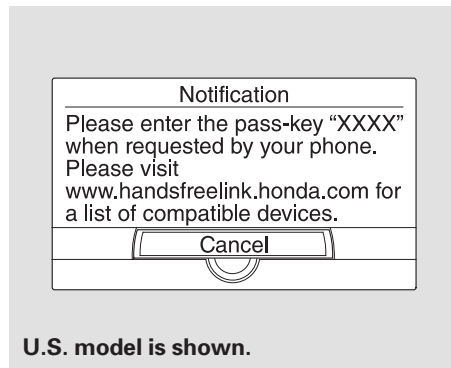 Notification
Please enter the pass-key “XXXX”
when requested by your phone.
Please visit
www.handsfreelink.honda.com for
a list of compatible devices.
Cancel
U.S. model is shown.